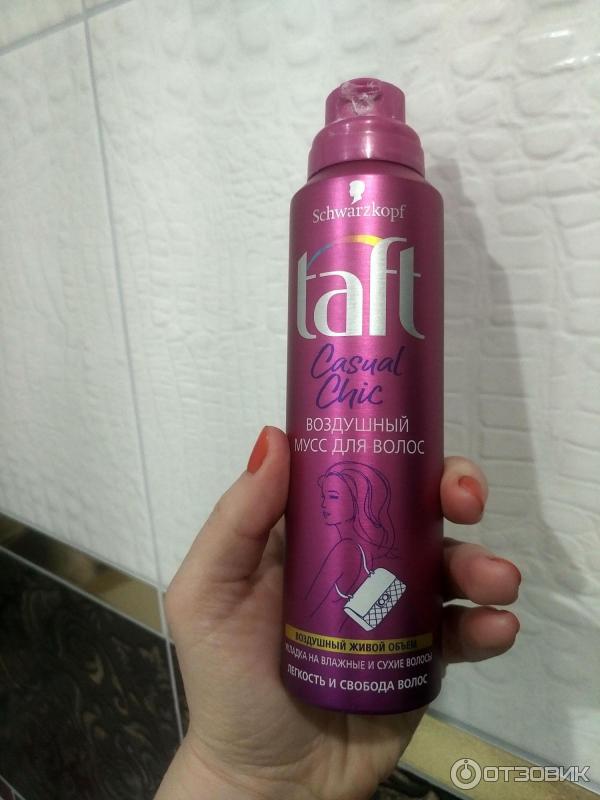 Schwarzkopf
taft
Casual
Chic
ВОЗДУШНЫЙ
МУСС ДЛЯ ВОЛОС
ВОЗДУШНЫЙ ЖИВОЙ ОБЪЕМ
УКЛАДКА НА ВЛАЖНЫЕ И СУХИЕ ВОЛОСЫ
ЛЕГКОСТЬ И СВОБОДА ВОЛОС
ОТЗОВИК